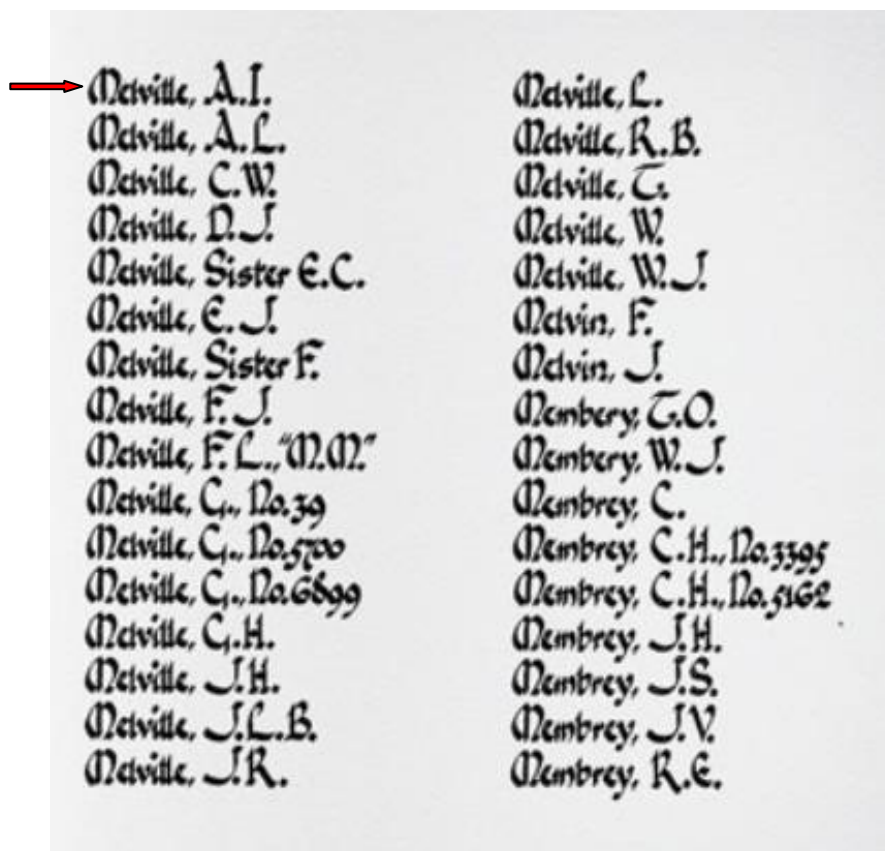 Melville, A.I.
Melville, A.L.
Melville, C.W.
Melville, D.J.
Melville, Sister E.C.
Melville, E.J.
Melville, Sister F.
Melville, F.J.
Melville, F.L., "M.M."
Melville, G., No.39
Melville, G., No.5700
Melville, G., No.6899
Melville, G.H.
Melville, J.H.
Melville, J.L.B.
Melville, J.R.
Melville, L.
Melville, R.B.
Melville, T.
Melville, W.
Melville, W.J.
Melvin, F.
Melvin, J.
Membery, T.O.
Membery, W.J.
Membrey, C.
Membrey, C.H., No.3395
Membrey, C.H., No.5162
Membrey, J.H.
Membrey, J.S.
Membrey, J.V.
Membrey, R.E.